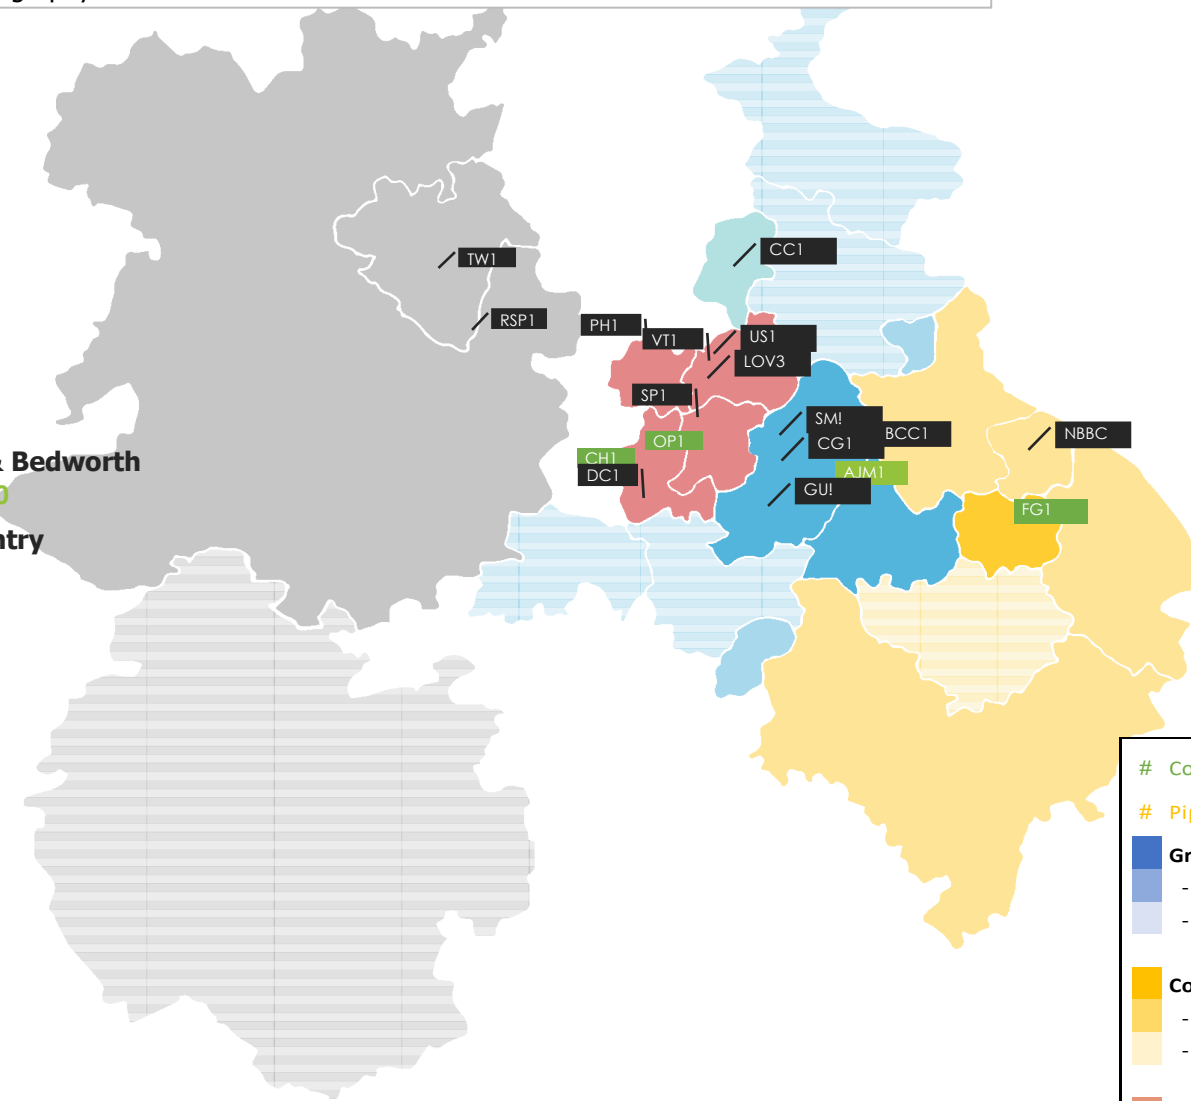 CC1
TW1
RSP1
PH1
VT1
US1
LOV3
SP1
SM!
BCC1
NBBC
OP1
CG1
CH1
& Bedworth
AJM1
DC1
GU!
FG1
#
#
-
-
-
-